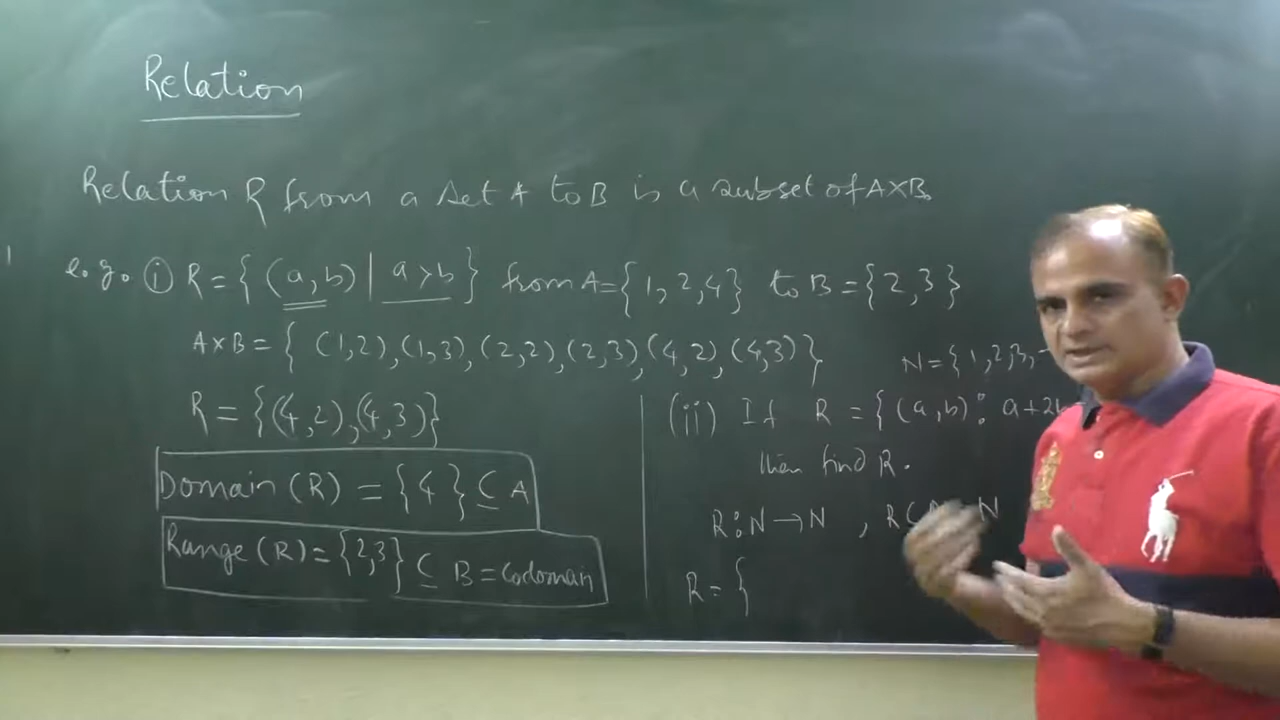 Relation
Relation R from a set A to B is a subset of A×B.
e.g. (i) R = { (a,b) | a > b } from A = {1, 2, 4} to B = {2, 3}
A×B = { (1,2), (1,3), (2,2), (2,3) (4,2), (4,3) }
R = {(4,2), (4,3)}
Domain (R) = {4} ⊆ A
Range (R) = {2,3} ⊆ B = Codomain
N = {1, 2, 3, -
(ii) If R = { (a,b) : a+2b
then find R.
R : N → N , R ⊂ N
R = {